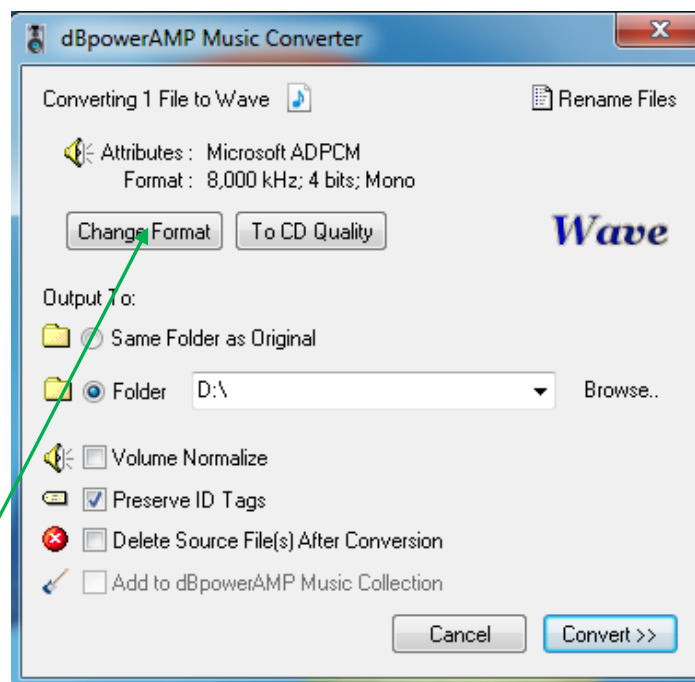 dBpowerAMP Music Converter
Converting 1 File to Wave
Rename Files
Attributes : Microsoft ADPCM
Format : 8,000 kHz; 4 bits; Mono
Change Format
To CD Quality
Wave
Output To:
Same Folder as Original
Folder
D:\
Browse..
Volume Normalize
Preserve ID Tags
Delete Source File(s) After Conversion
Add to dBpowerAMP Music Collection
Cancel
Convert >>